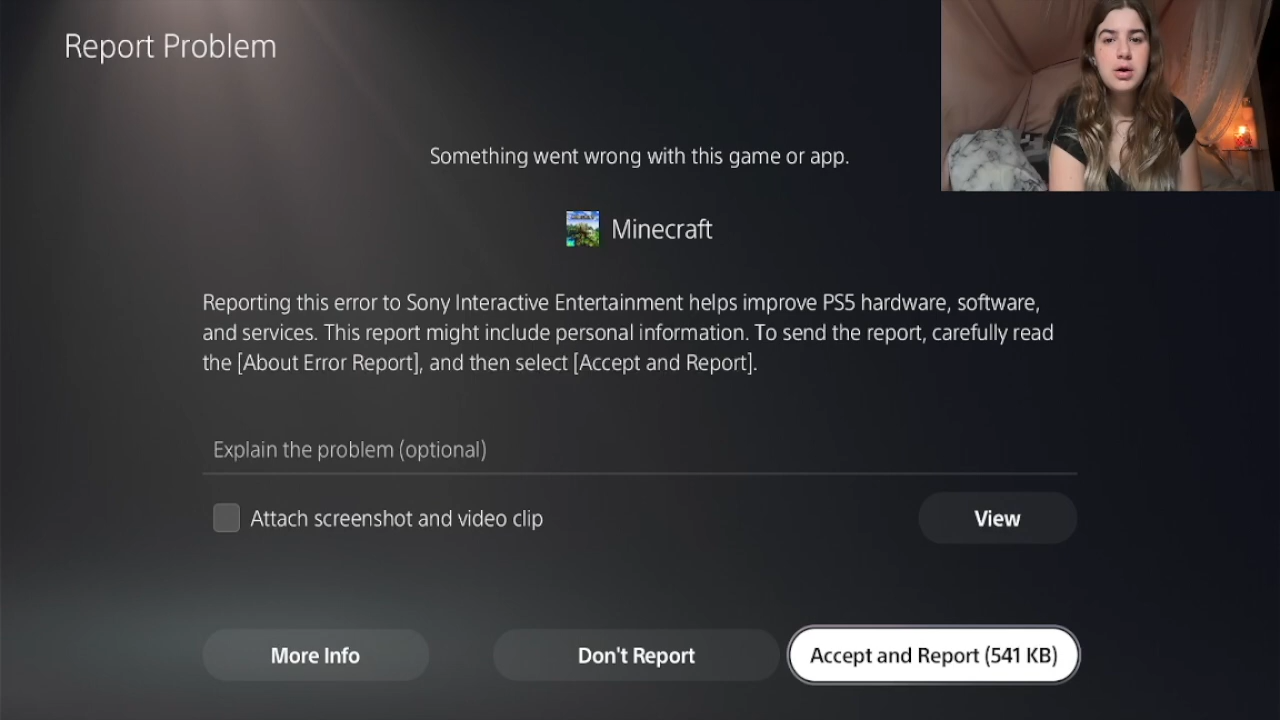 Report Problem
Something went wrong with this game or app.
Minecraft
Reporting this error to Sony Interactive Entertainment helps improve PS5 hardware, software,
and services. This report might include personal information. To send the report, carefully read
the [About Error Report], and then select [Accept and Report].
Explain the problem (optional)
Attach screenshot and video clip
View
More Info
Don't Report
Accept and Report (541 KB)